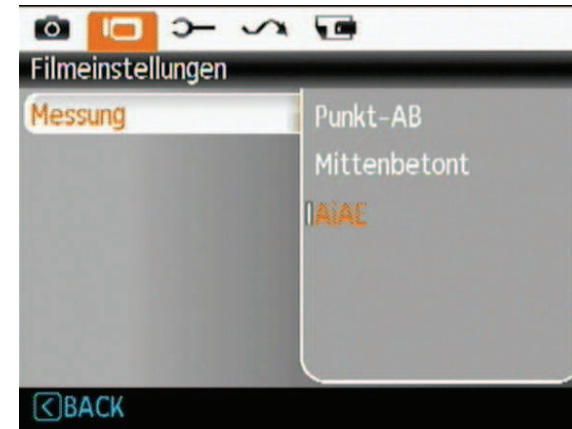 Filmeinstellungen
Messung
Punkt-AB
Mittenbetont
AiAE
BACK